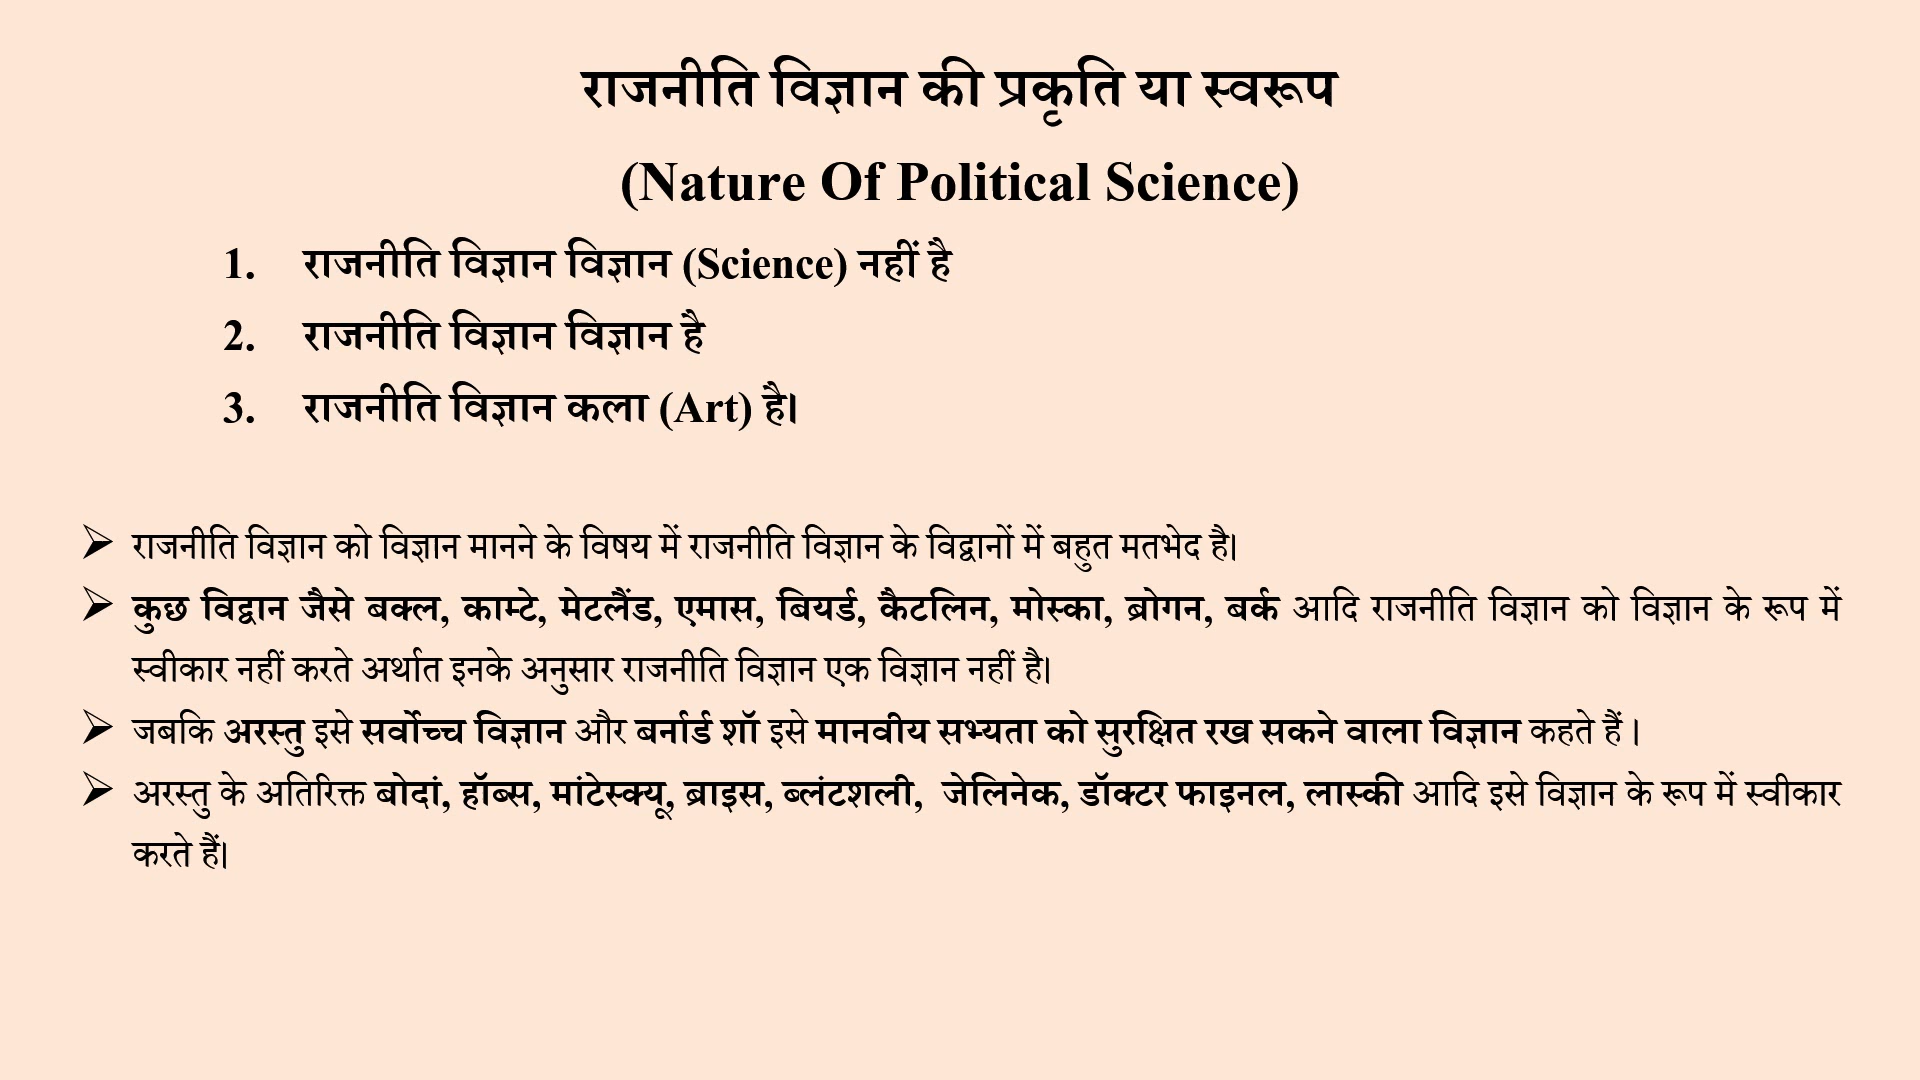 राजनीति विज्ञान की प्रकृति या स्वरूप
(Nature Of Political Science)
1. राजनीति विज्ञान विज्ञान (Science) नहीं है
2. राजनीति विज्ञान विज्ञान है
3. राजनीति विज्ञान कला (Art) है।
➢ राजनीति विज्ञान को विज्ञान मानने के विषय में राजनीति विज्ञान के विद्वानों में बहुत मतभेद है।
➢ कुछ विद्वान जैसे बक्ल, काम्टे, मेटलैंड, एमास, बियर्ड, कैटलिन, मोस्का, ब्रोगन, बर्क आदि राजनीति विज्ञान को विज्ञान के रूप में
स्वीकार नहीं करते अर्थात इनके अनुसार राजनीति विज्ञान एक विज्ञान नहीं है।
➢ जबकि अरस्तु इसे सर्वोच्च विज्ञान और बर्नार्ड शॉ इसे मानवीय सभ्यता को सुरक्षित रख सकने वाला विज्ञान कहते हैं ।
➢ अरस्तु के अतिरिक्त बोदां, हॉब्स, मांटेस्क्यू, ब्राइस, ब्लंटशली, जेलिनेक, डॉक्टर फाइनल, लास्की आदि इसे विज्ञान के रूप में स्वीकार
करते हैं।